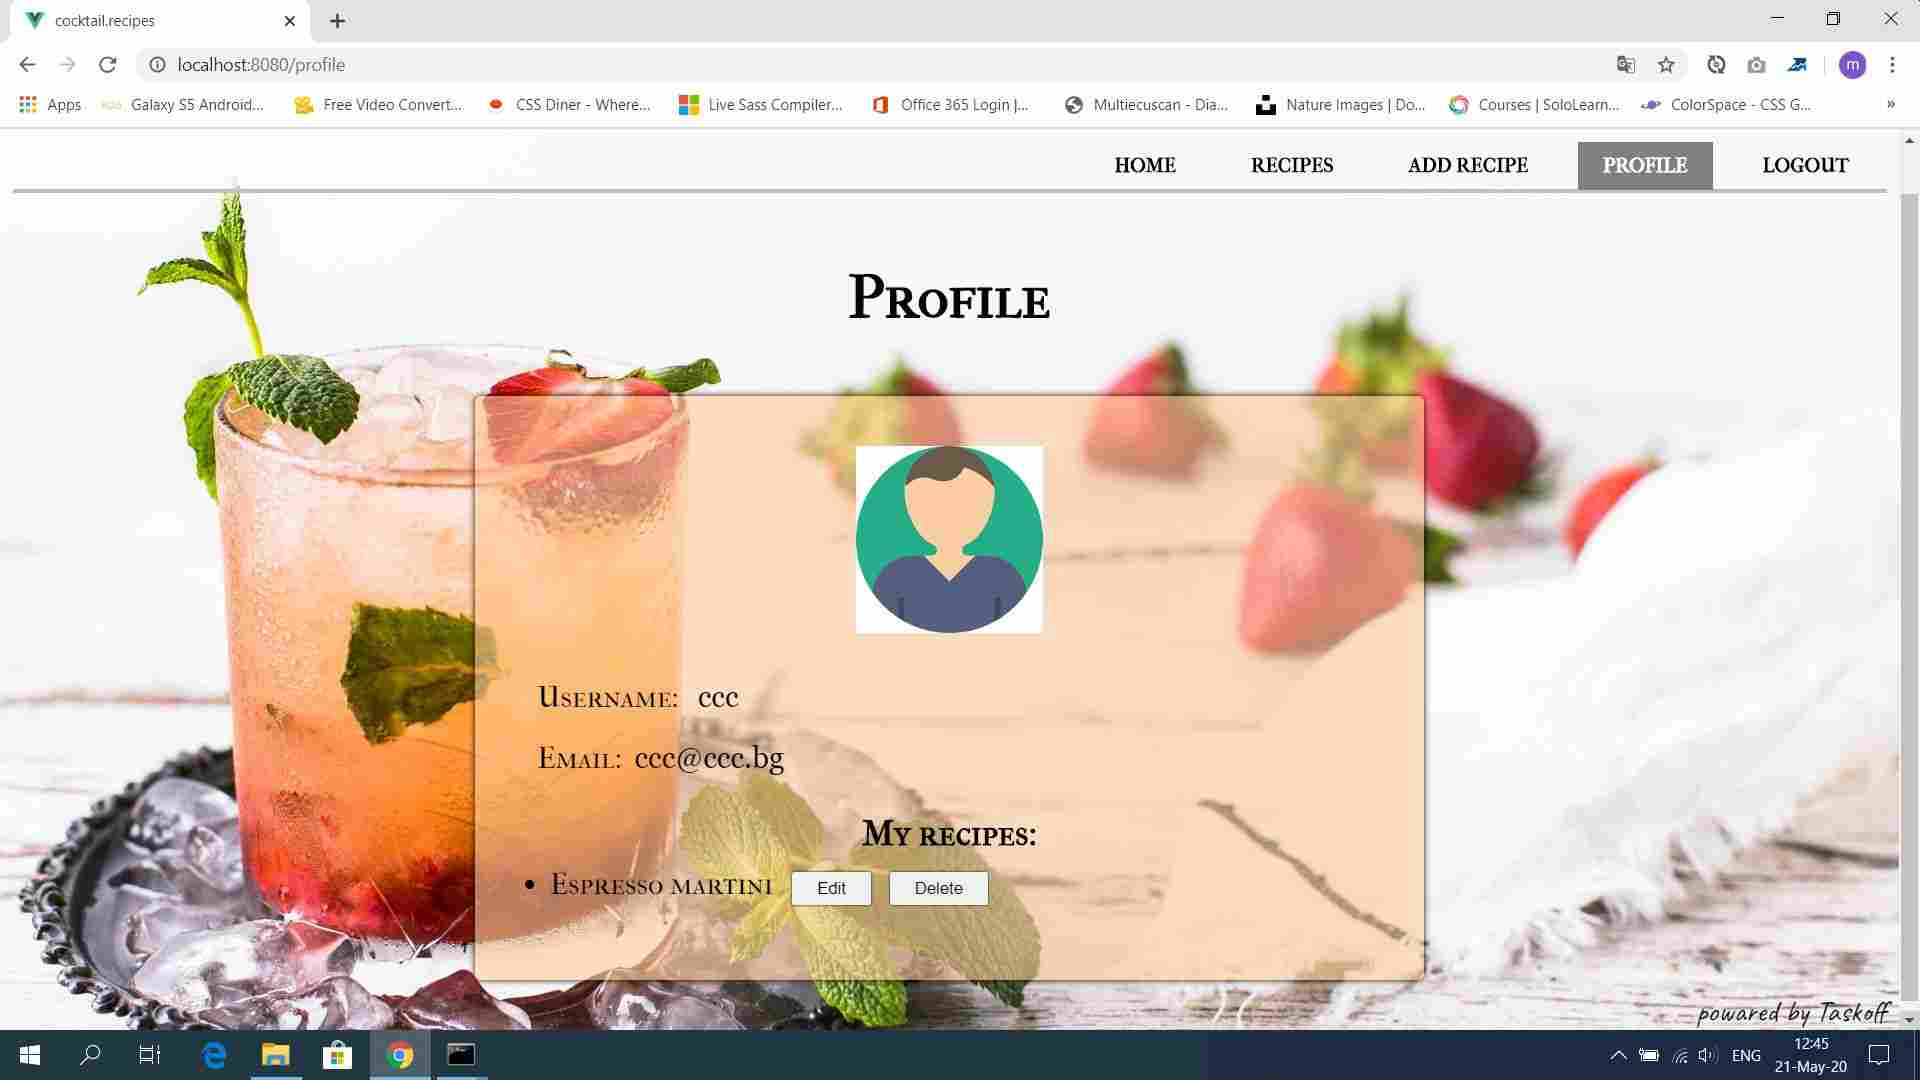 cocktail.recipes
localhost:8080/profile
m
Apps
Galaxy S5 Android...
Free Video Convert...
CSS Diner - Where...
Live Sass Compiler...
Office 365 Login |...
Multiecuscan - Dia...
Nature Images | Do...
Courses | SoloLearn...
ColorSpace - CSS G...
»
HOME
RECIPES
ADD RECIPE
PROFILE
LOGOUT
Profile
Username: ccc
Email: ccc@ccc.bg
My recipes:
• Espresso martini Edit Delete
powared by Taskoff
ENG
12:45
21-May-20